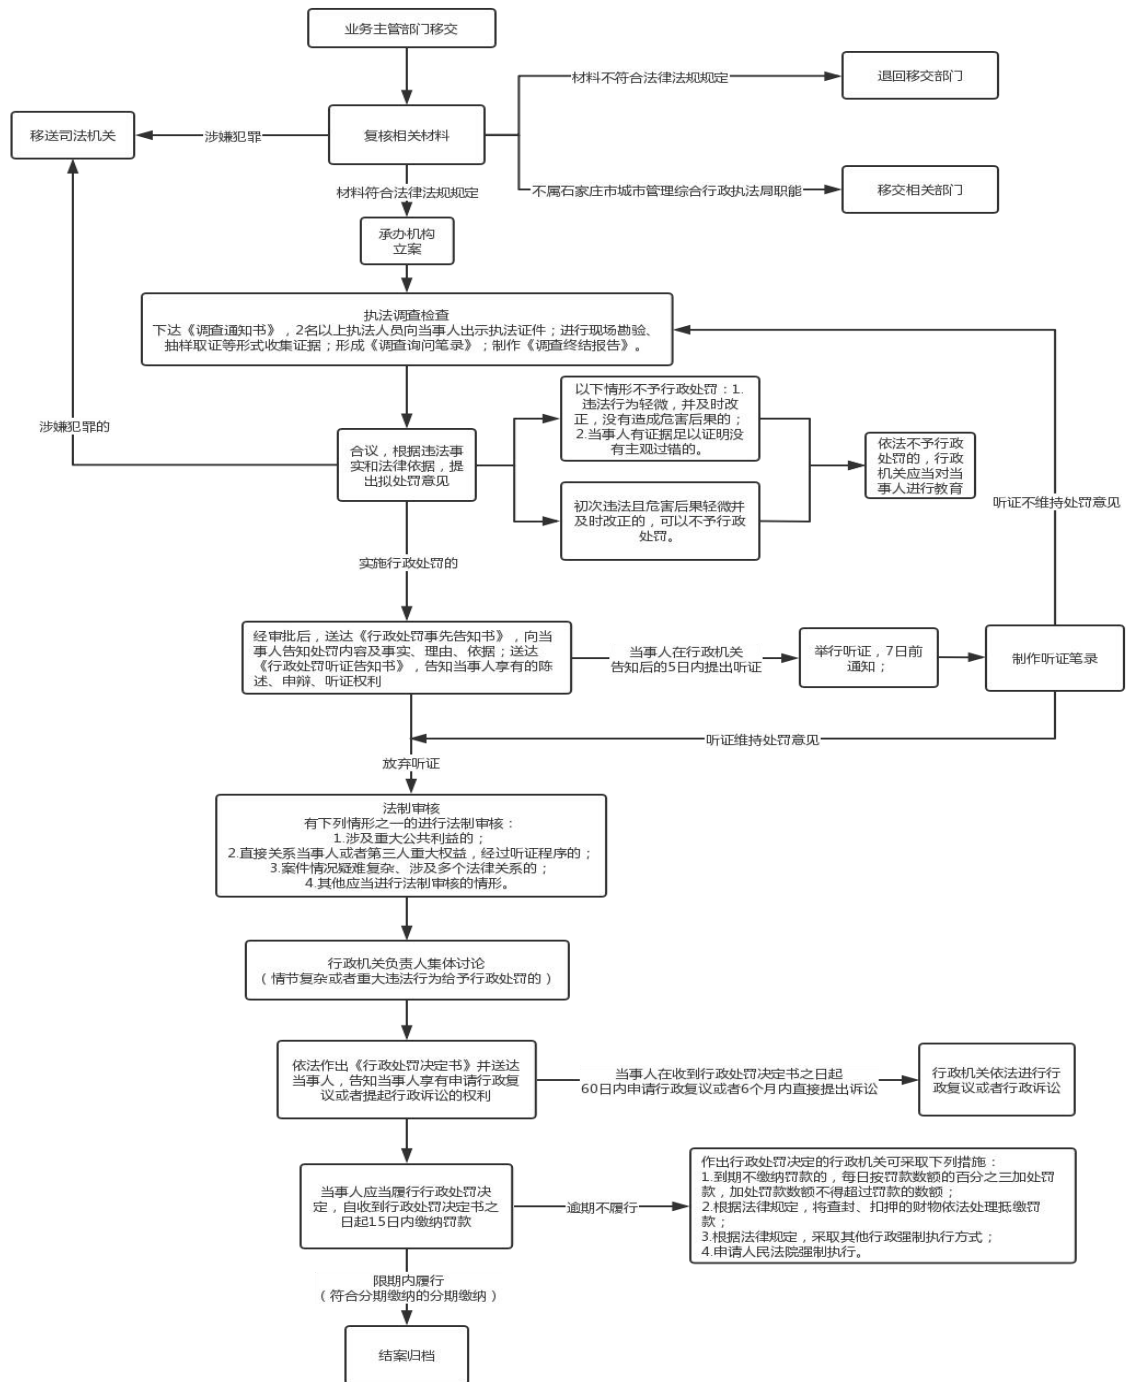 业务主管部门移交
材料不符合法律法规规定
退回移交部门
移送司法机关
涉嫌犯罪
复核相关材料
材料符合法律法规规定
不属石家庄市城市管理综合行政执法局职能
移交相关部门
承办机构
立案
执法调查检查
下达《调查通知书》，2名以上执法人员向当事人出示执法证件；进行现场勘验、
抽样取证等形式收集证据；形成《调查询问笔录》；制作《调查终结报告》。
以下情形不予行政处罚：1.
违法行为轻微，并及时改
正，没有造成危害后果的；
2.当事人有证据足以证明没
有主观过错的。
涉嫌犯罪的
合议，根据违法事
实和法律依据，提
出拟处罚意见
依法不予行政
处罚的，行政
机关应当对当
事人进行教育
初次违法且危害后果轻微并
及时改正的，可以不予行政
处罚。
听证不维持处罚意见
实施行政处罚的
经审批后，送达《行政处罚事先告知书》，向当
事人告知处罚内容及事实、理由、依据；送达
《行政处罚听证告知书》，告知当事人享有的陈
述、申辩、听证权利
当事人在行政机关
告知后的5日内提出听证
举行听证，7日前
通知；
制作听证笔录
听证维持处罚意见
放弃听证
法制审核
有下列情形之一的进行法制审核：
1.涉及重大公共利益的；
2.直接关系当事人或者第三人重大权益，经过听证程序的；
3.案件情况疑难复杂、涉及多个法律关系的；
4.其他应当进行法制审核的情形。
行政机关负责人集体讨论
（情节复杂或者重大违法行为给予行政处罚的）
依法作出《行政处罚决定书》并送达
当事人，告知当事人享有申请行政复
议或者提起行政诉讼的权利
当事人在收到行政处罚决定书之日起
60日内申请行政复议或者6个月内直接提出诉讼
行政机关依法进行行
政复议或者行政诉讼
当事人应当履行行政处罚决
定，自收到行政处罚决定书之
日起15日内缴纳罚款
逾期不履行
作出行政处罚决定的行政机关可采取下列措施：
1.到期不缴纳罚款的，每日按罚款数额的百分之三加处罚
款，加处罚款数额不得超过罚款的数额；
2.根据法律规定，将查封、扣押的财物依法处理抵缴罚
款；
3.根据法律规定，采取其他行政强制执行方式；
4.申请人民法院强制执行。
限期内履行
（符合分期缴纳的分期缴纳）
结案归档